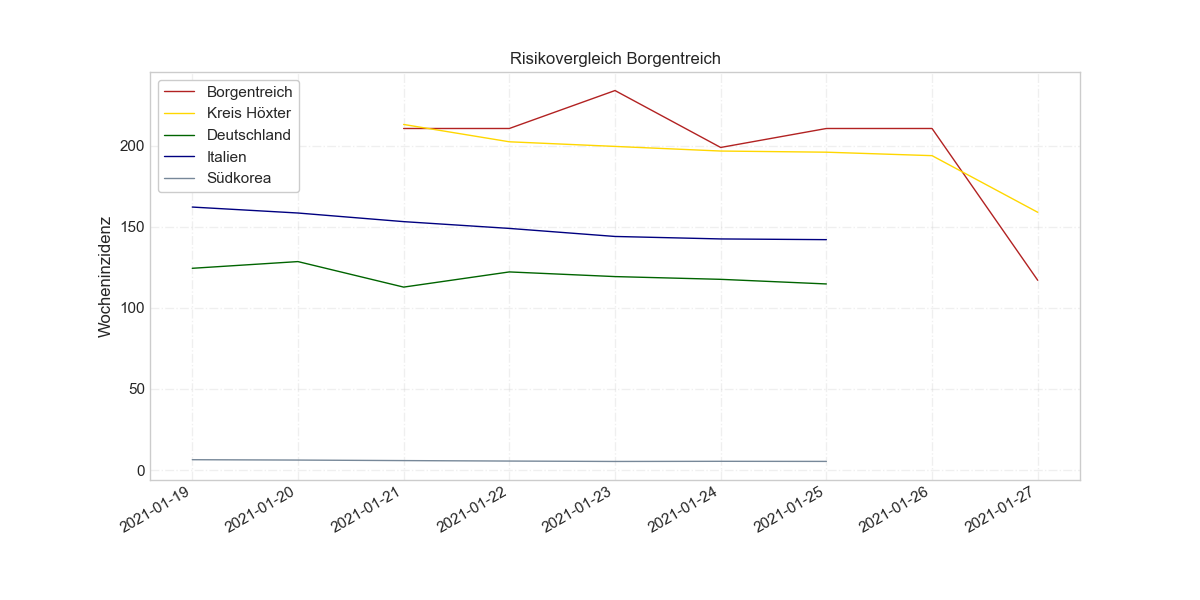 Risikovergleich Borgentreich
Borgentreich
Kreis Höxter
Deutschland
Italien
Südkorea
Wocheninzidenz
200
150
100
50
0
2021-01-19
2021-01-20
2021-01-21
2021-01-22
2021-01-23
2021-01-24
2021-01-25
2021-01-26
2021-01-27